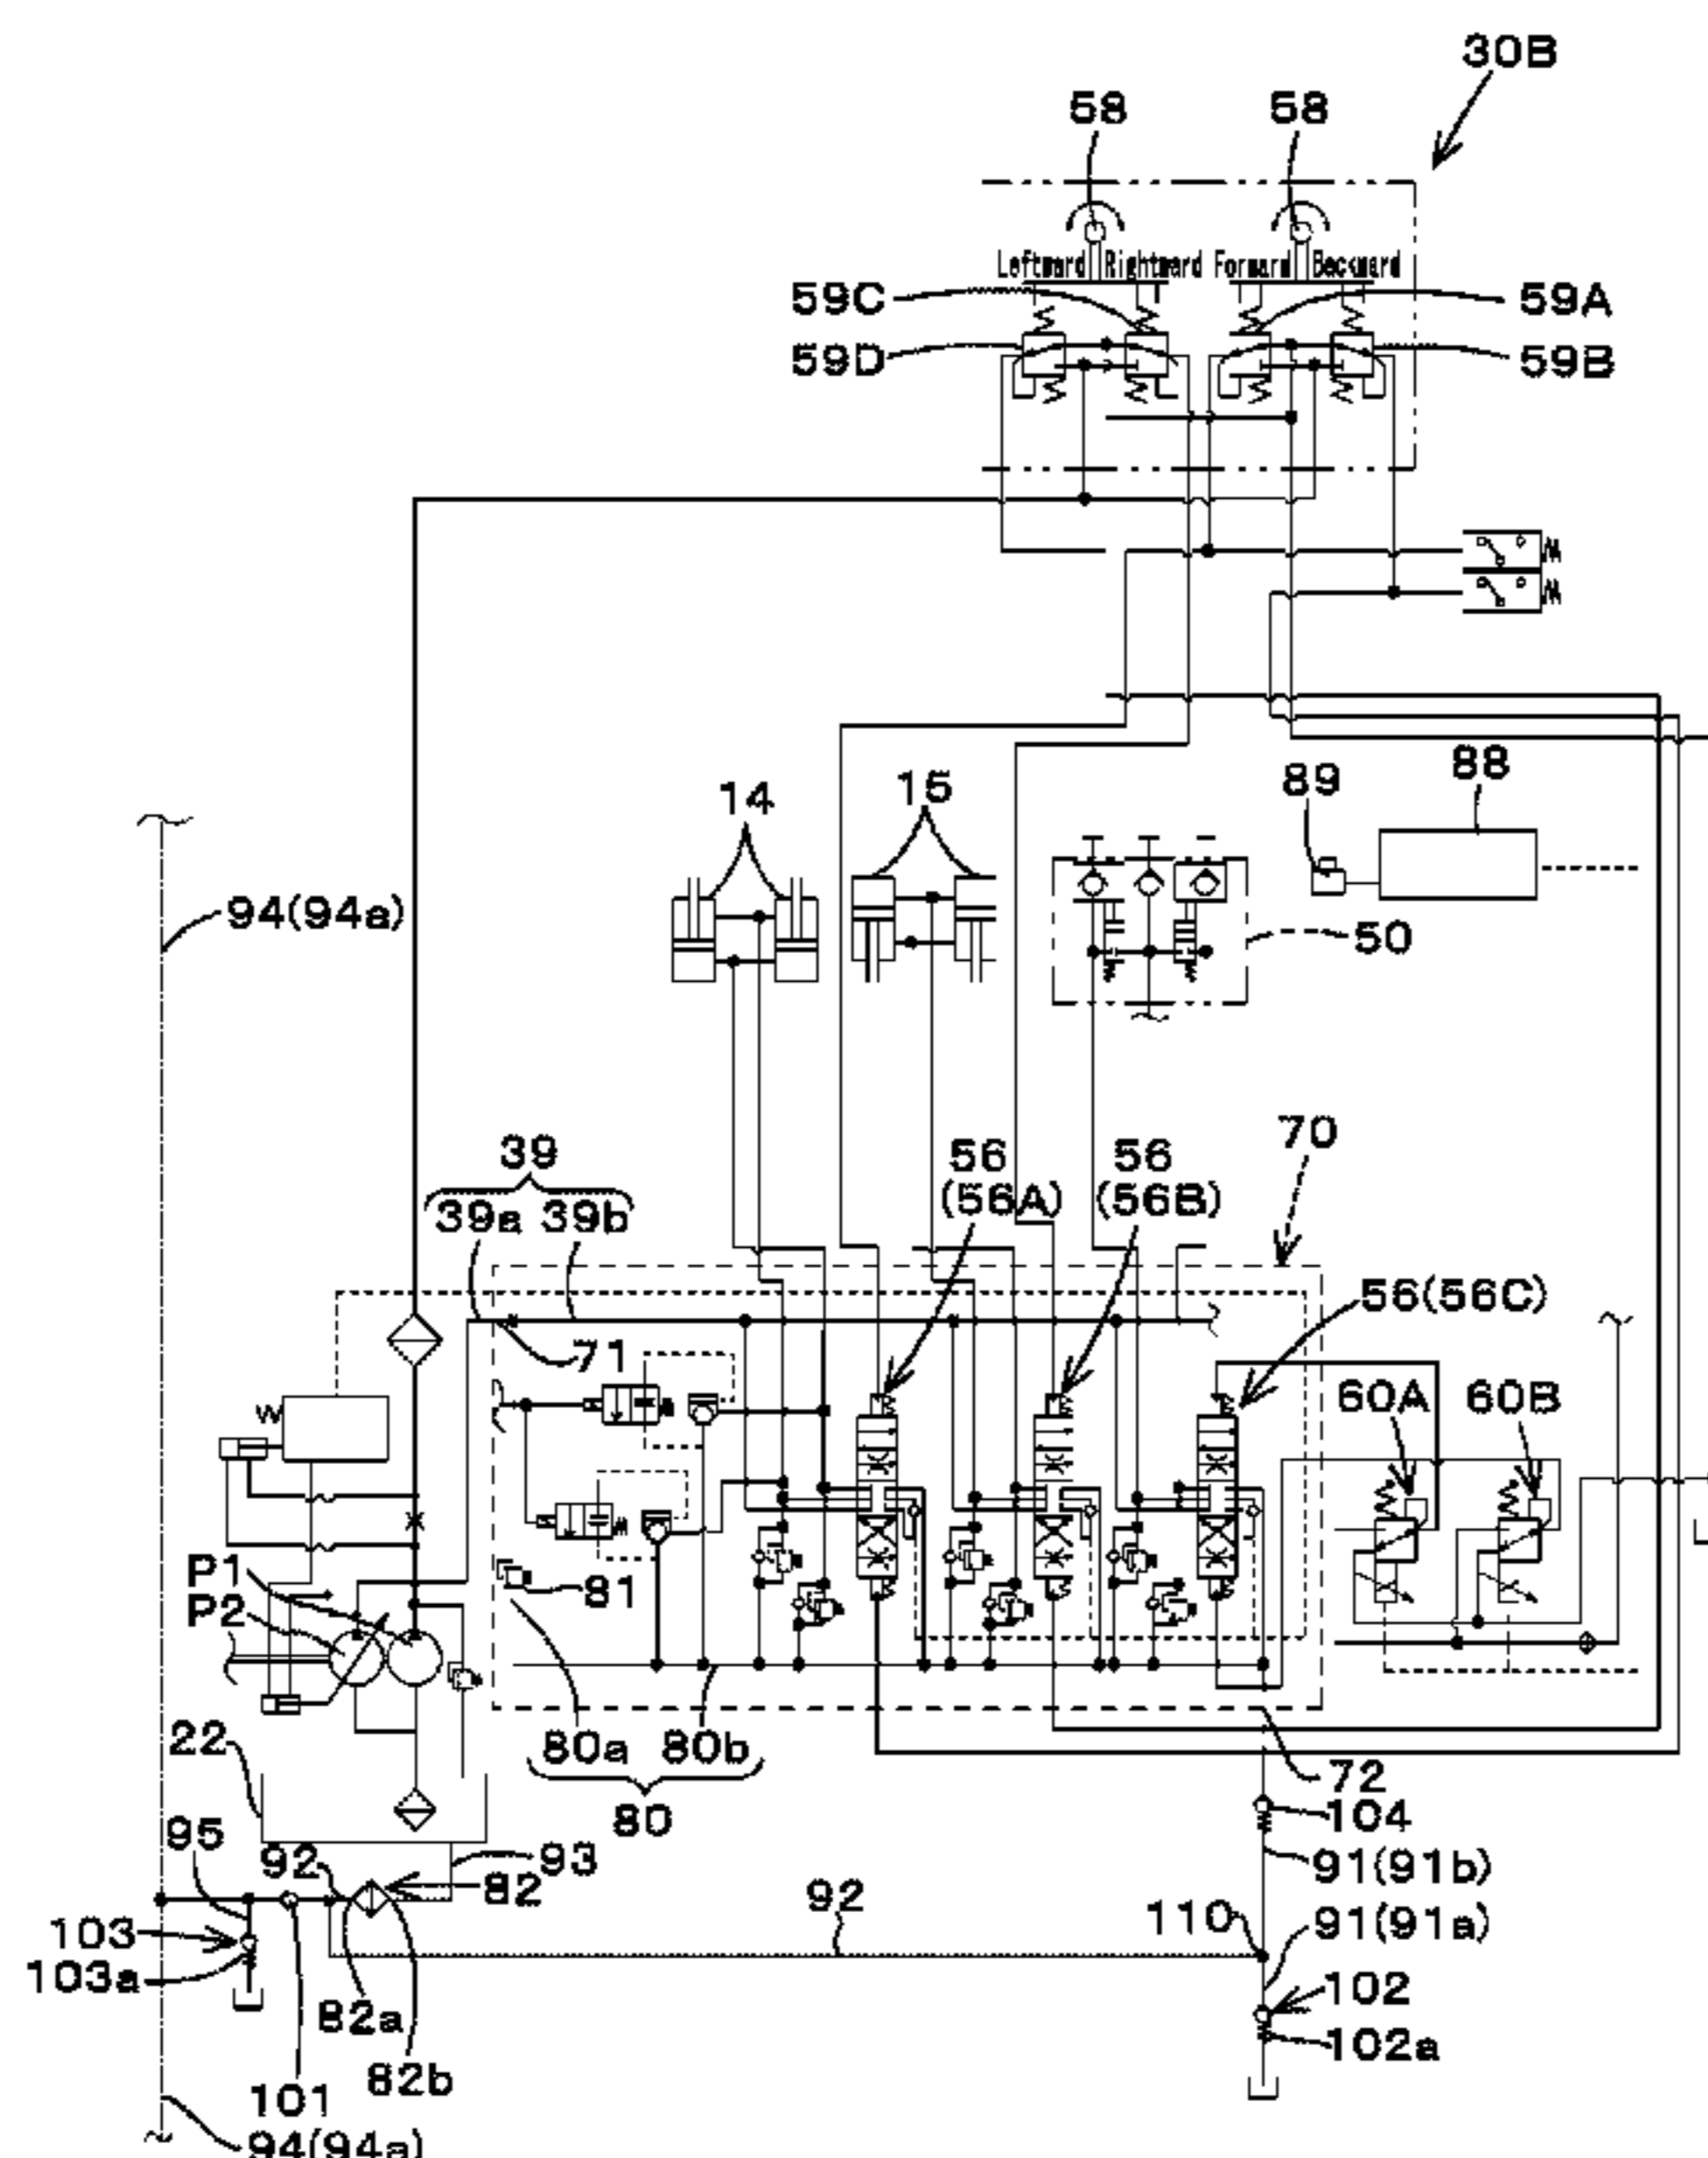 30B
58 58
Leftward Rightward Forward Backward
59C 59A
59D 59B
14 15 89 88
94(94a)
50
70
39 56 56
39a 39b (56A) (56B)
56(56C)
71
60A 60B
W
P1
P2
81
22
80a 80b
80
72
104
95
92 93
82
91(91b)
92
110
91(91a)
103
103a
102
102a
82a
82b
101
94(94a)